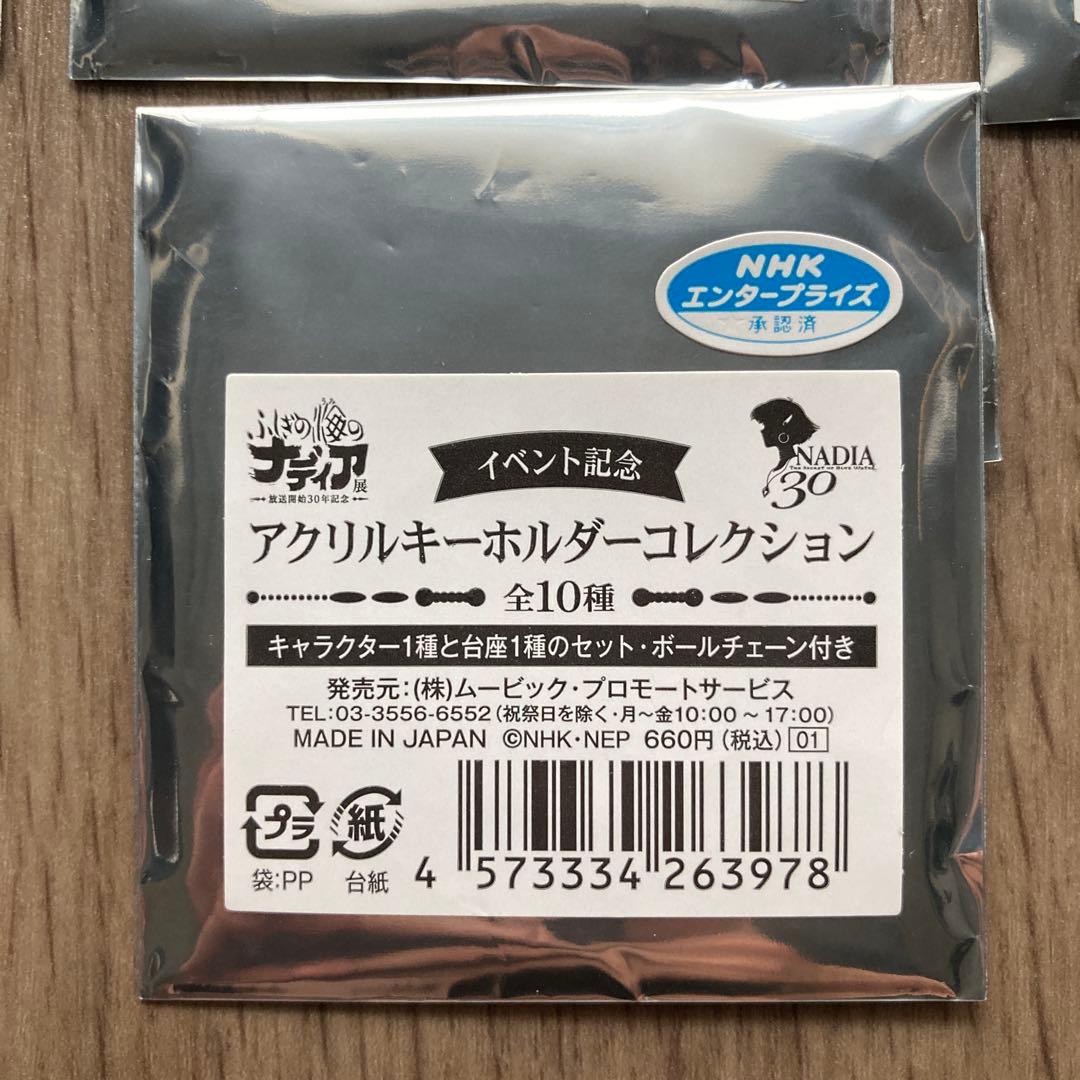 NHK
エンタープライズ
承認済
ふしぎの海の
うみ
ナディア展
放送開始30年記念
イベント記念
NADIA
THE SECRET OF BLUE WATER
30
アクリルキーホルダーコレクション
全10種
キャラクター1種と台座1種のセット・ボールチェーン付き
発売元:(株)ムービック・プロモートサービス
TEL:03-3556-6552(祝祭日を除く・月～金10:00～17:00)
MADE IN JAPAN ©NHK・NEP 660円(税込) 01
プラ
紙
袋:PP
台紙
4 573334 263978